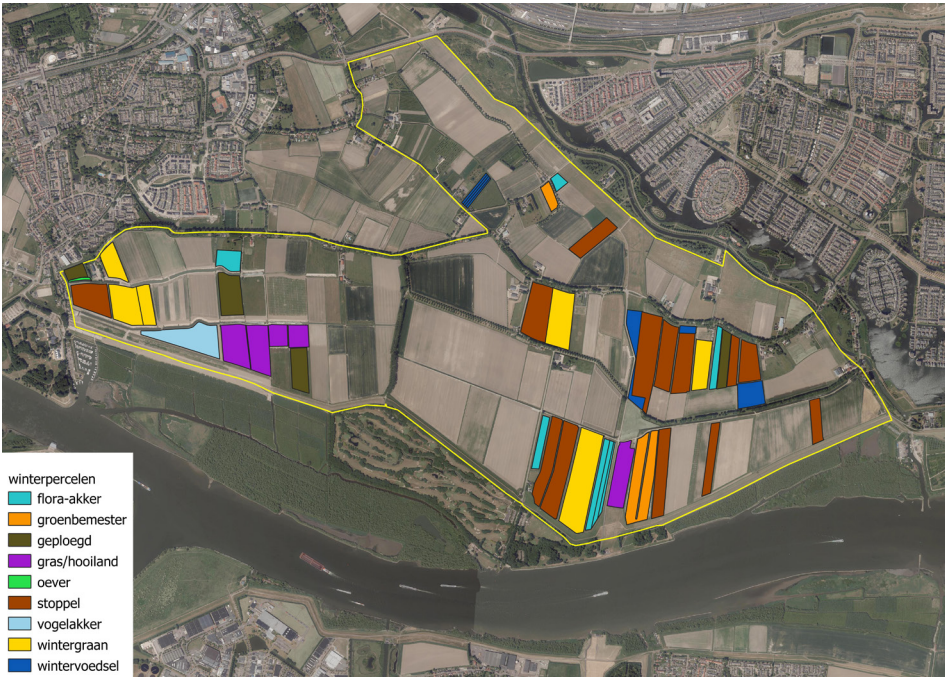 winterpercelen
flora-akker
groenbemester
geploegd
gras/hooiland
oever
stoppel
vogelakker
wintergraan
wintervoedsel